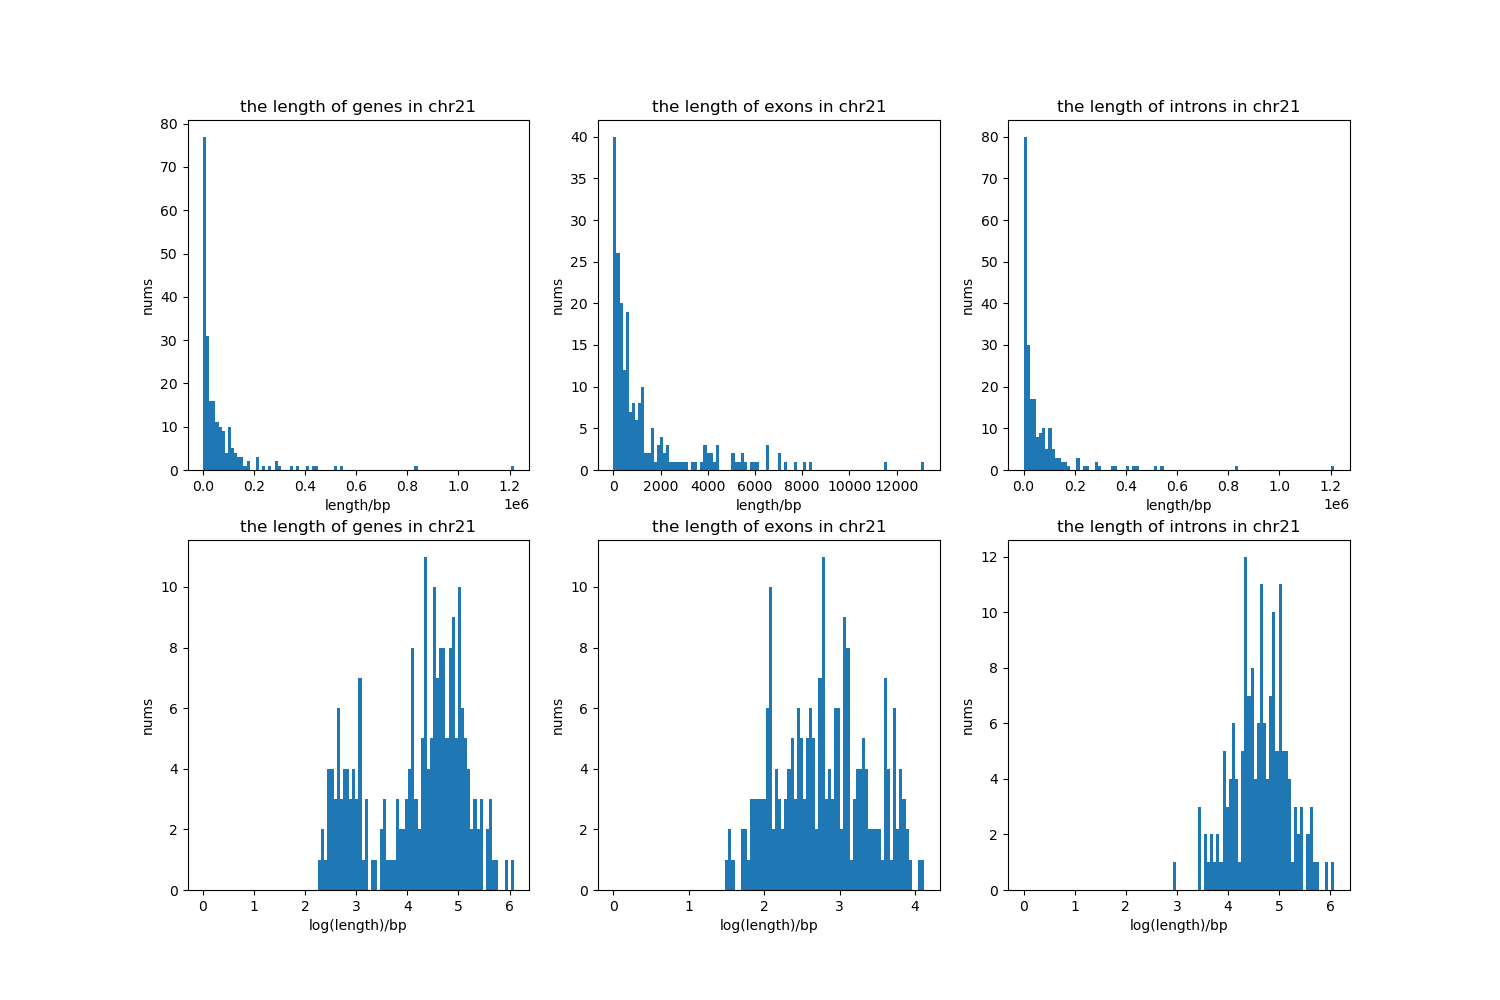 the length of genes in chr21
80
70
60
50
40
30
20
10
0
nums
0.0 0.2 0.4 0.6 0.8 1.0 1.2
1e6
length/bp
the length of exons in chr21
40
35
30
25
20
15
10
5
0
nums
0 2000 4000 6000 8000 10000 12000
length/bp
the length of introns in chr21
80
70
60
50
40
30
20
10
0
nums
0.0 0.2 0.4 0.6 0.8 1.0 1.2
1e6
length/bp
the length of genes in chr21
10
8
6
4
2
0
nums
0 1 2 3 4 5 6
log(length)/bp
the length of exons in chr21
10
8
6
4
2
0
nums
0 1 2 3 4
log(length)/bp
the length of introns in chr21
12
10
8
6
4
2
0
nums
0 1 2 3 4 5 6
log(length)/bp